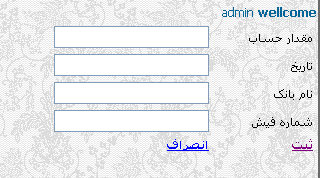 admin wellcome
مقدار حساب
تاریخ
نام بانک
شماره فیش
ثبت انصراف